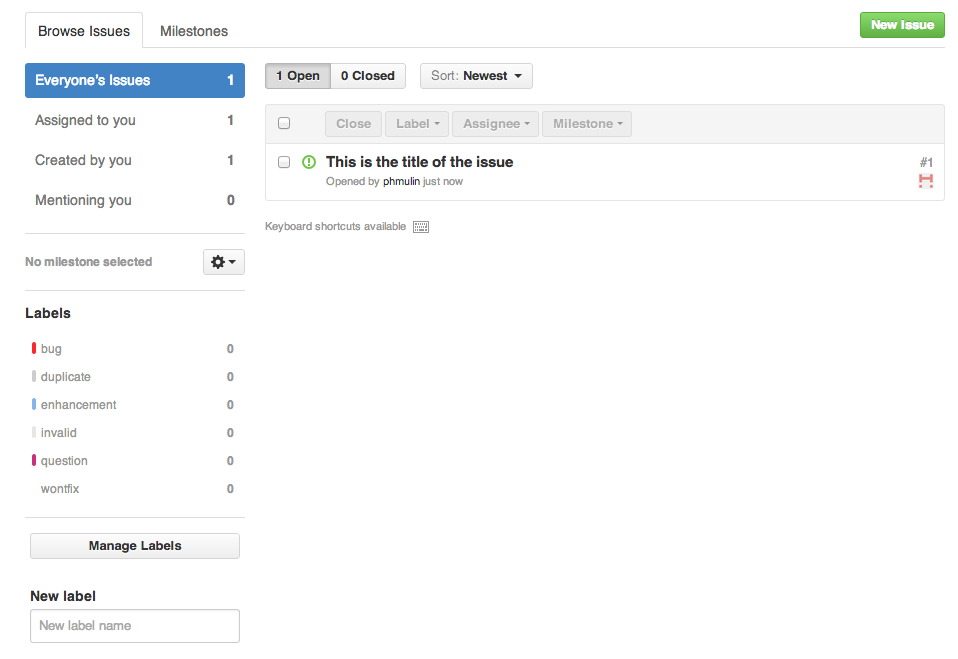 Browse Issues Milestones New Issue
Everyone's Issues 1
Assigned to you 1
Created by you 1
Mentioning you 0
No milestone selected
Labels
bug 0
duplicate 0
enhancement 0
invalid 0
question 0
wontfix 0
Manage Labels
New label
New label name
1 Open 0 Closed Sort: Newest
Close Label Assignee Milestone
This is the title of the issue #1
Opened by phmulin just now
Keyboard shortcuts available